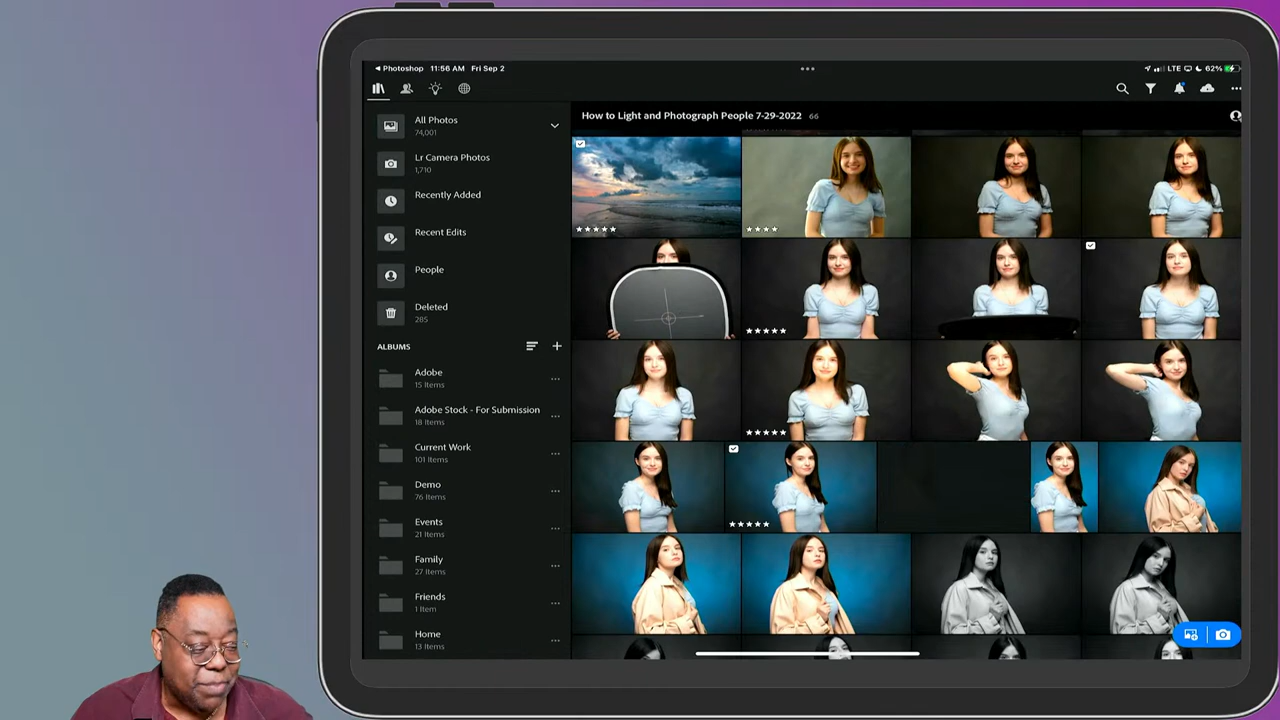 Photoshop 11:56 AM Fri Sep 2
LTE 62%
All Photos
74,001
Lr Camera Photos
1,710
Recently Added
Recent Edits
People
Deleted
285
ALBUMS
Adobe
15 Items
Adobe Stock - For Submission
18 Items
Current Work
101 Items
Demo
76 Items
Events
21 Items
Family
27 Items
Friends
1 Item
Home
13 Items
How to Light and Photograph People 7-29-2022 66